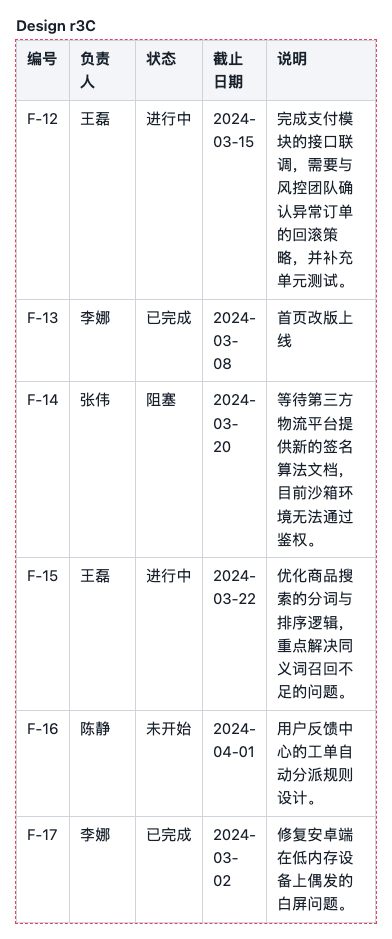 Design r3C
编号 负责 状态 截止 说明
人 日期
F-12 王磊 进行中 2024- 完成支付模
03-15 块的接口联
调，需要与
风控团队确
认异常订单
的回滚策
略，并补充
单元测试。
F-13 李娜 已完成 2024- 首页改版上
03- 线
08
F-14 张伟 阻塞 2024- 等待第三方
03- 物流平台提
20 供新的签名
算法文档，
目前沙箱环
境无法通过
鉴权。
F-15 王磊 进行中 2024- 优化商品搜
03-22 索的分词与
排序逻辑，
重点解决同
义词召回不
足的问题。
F-16 陈静 未开始 2024- 用户反馈中
04-01 心的工单自
动分派规则
设计。
F-17 李娜 已完成 2024- 修复安卓端
03- 在低内存设
02 备上偶发的
白屏问题。